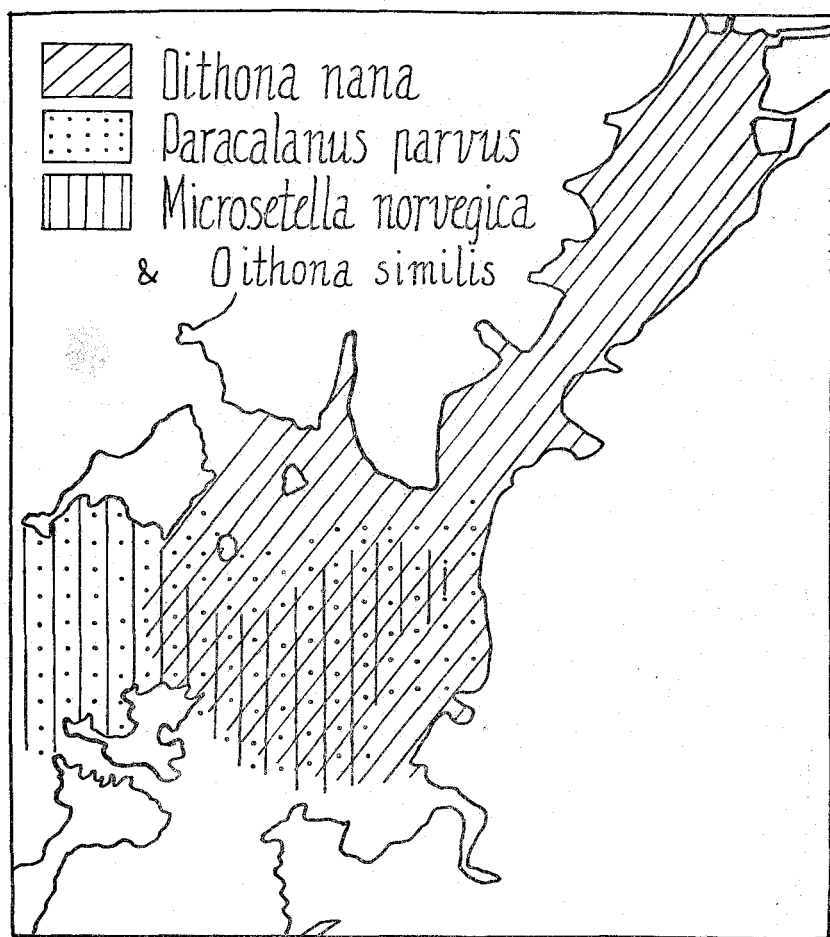 Oithona nana
Paracalanus parvus
Microsetella norvegica
& Oithona similis